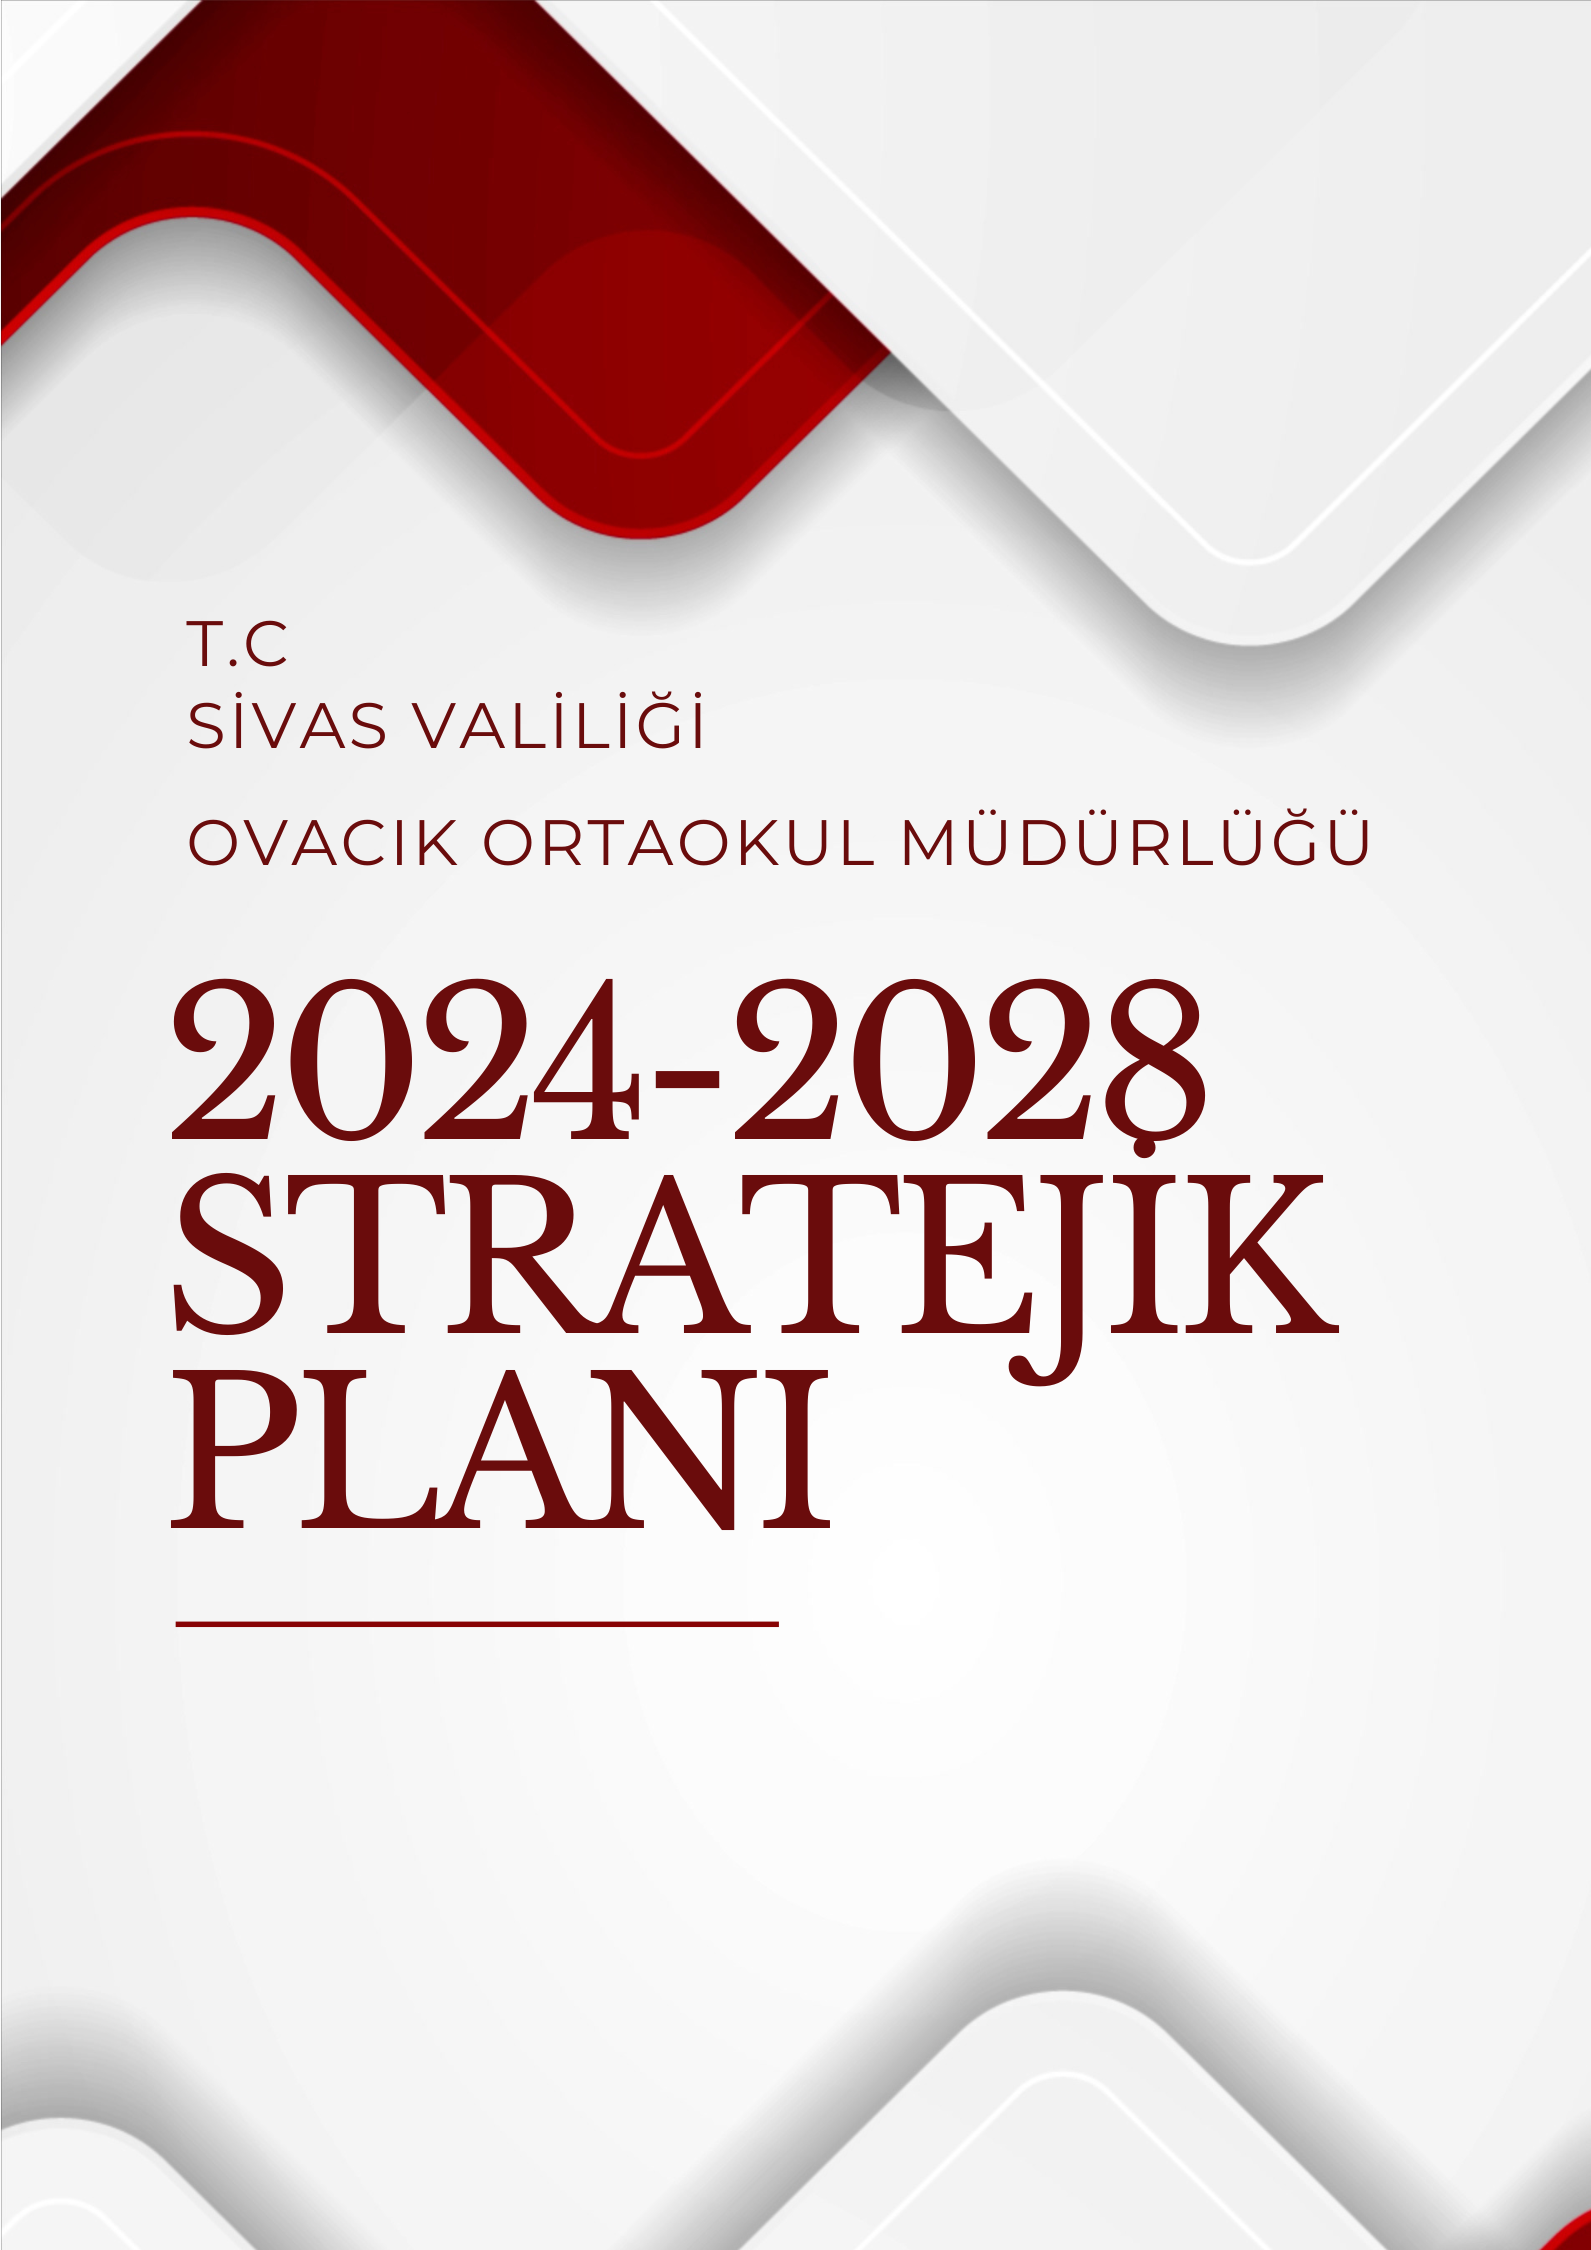 T.C
SİVAS VALİLİĞİ
OVACIK ORTAOKUL MÜDÜRLÜĞÜ
2024-2028
STRATEJİK
PLANI